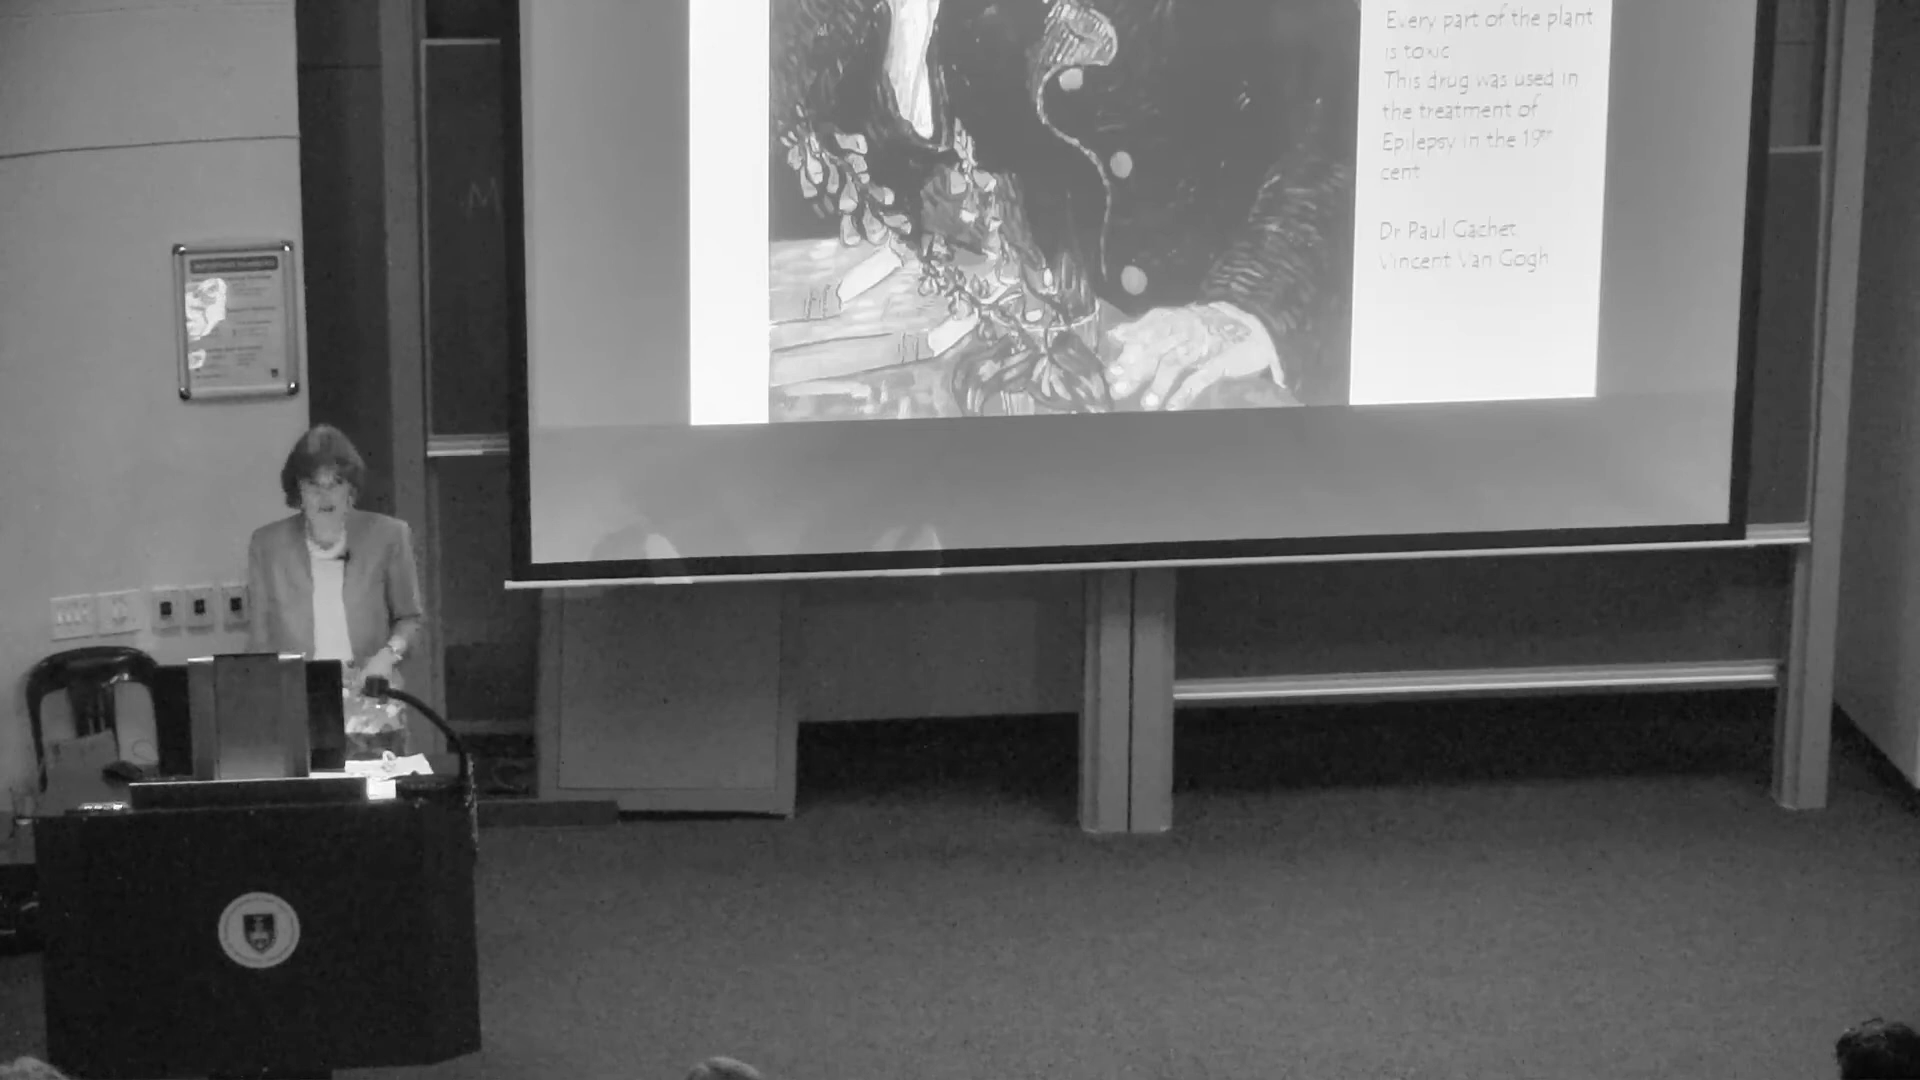 Every part of the plant
is toxic
This drug was used in
the treatment of
Epilepsy in the 19th
cent
Dr Paul Gachet,
Vincent Van Gogh
M